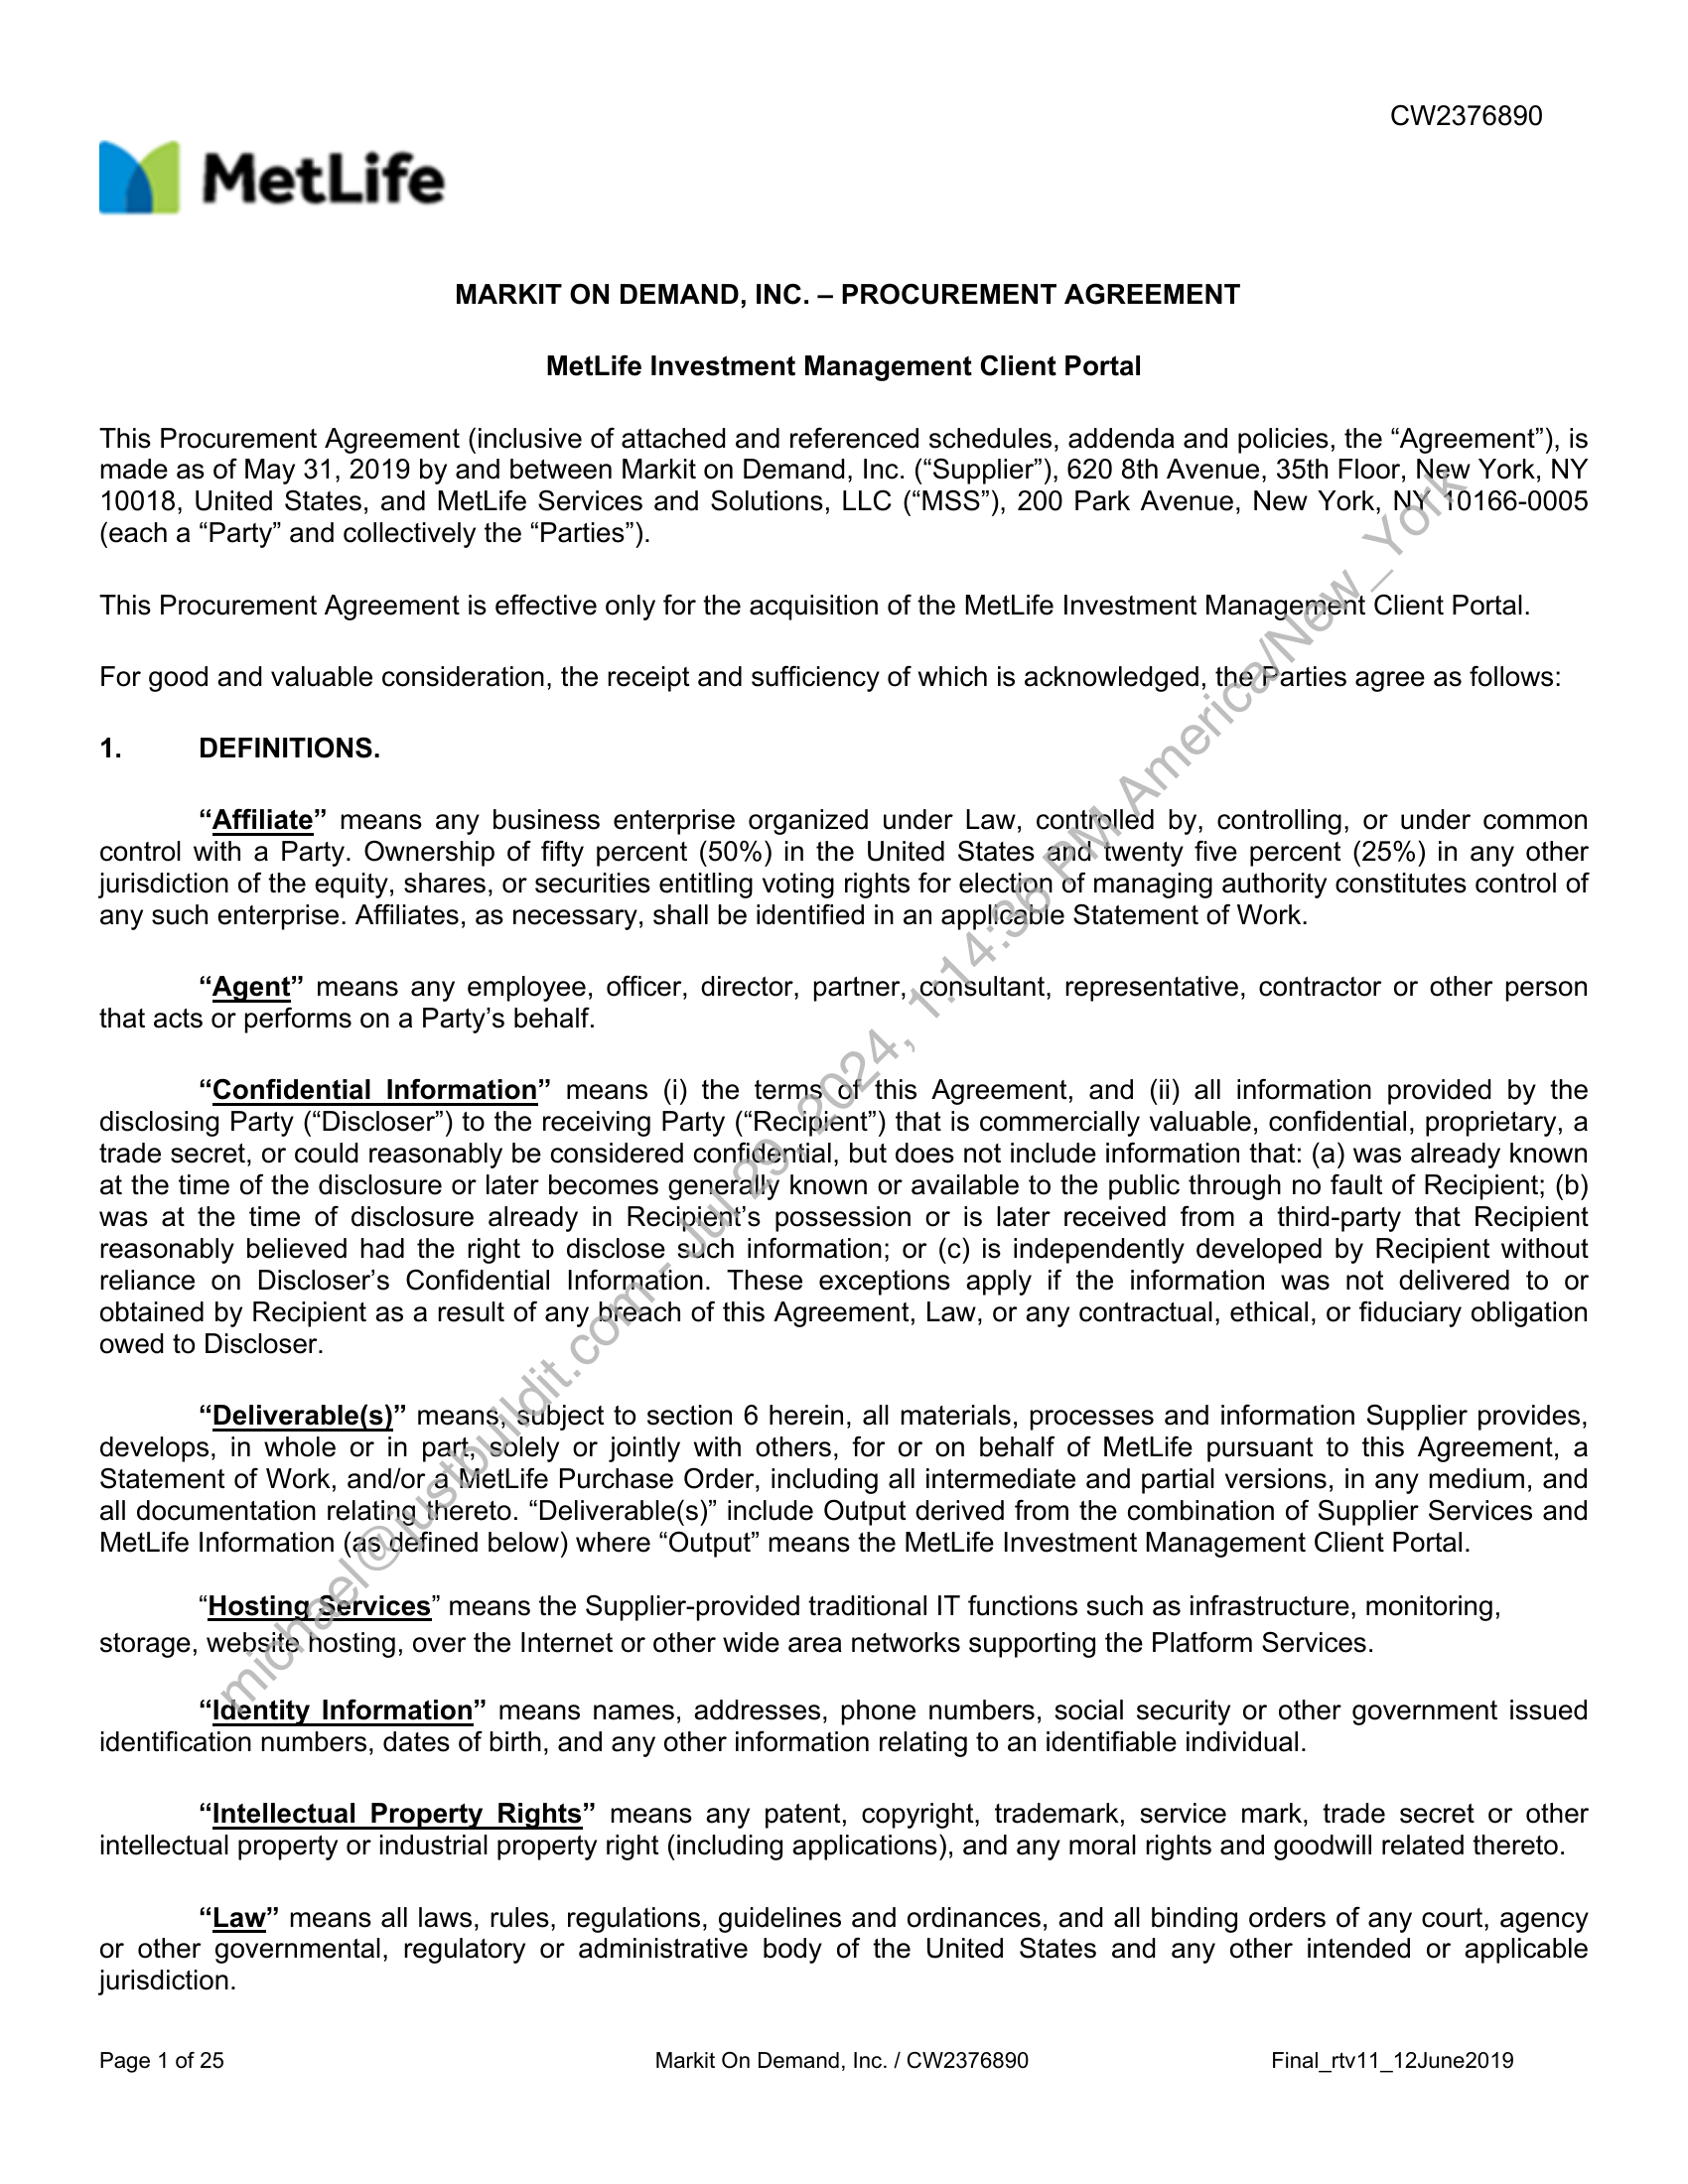 CW2376890
MetLife
MARKIT ON DEMAND, INC. – PROCUREMENT AGREEMENT
MetLife Investment Management Client Portal
This Procurement Agreement (inclusive of attached and referenced schedules, addenda and policies, the “Agreement”), is
made as of May 31, 2019 by and between Markit on Demand, Inc. (“Supplier”), 620 8th Avenue, 35th Floor, New York, NY
10018, United States, and MetLife Services and Solutions, LLC (“MSS”), 200 Park Avenue, New York, NY 10166-0005
(each a “Party” and collectively the “Parties”).
This Procurement Agreement is effective only for the acquisition of the MetLife Investment Management Client Portal.
For good and valuable consideration, the receipt and sufficiency of which is acknowledged, the Parties agree as follows:
1. DEFINITIONS.
“Affiliate” means any business enterprise organized under Law, controlled by, controlling, or under common
control with a Party. Ownership of fifty percent (50%) in the United States and twenty five percent (25%) in any other
jurisdiction of the equity, shares, or securities entitling voting rights for election of managing authority constitutes control of
any such enterprise. Affiliates, as necessary, shall be identified in an applicable Statement of Work.
“Agent” means any employee, officer, director, partner, consultant, representative, contractor or other person
that acts or performs on a Party’s behalf.
“Confidential Information” means (i) the terms of this Agreement, and (ii) all information provided by the
disclosing Party (“Discloser”) to the receiving Party (“Recipient”) that is commercially valuable, confidential, proprietary, a
trade secret, or could reasonably be considered confidential, but does not include information that: (a) was already known
at the time of the disclosure or later becomes generally known or available to the public through no fault of Recipient; (b)
was at the time of disclosure already in Recipient’s possession or is later received from a third-party that Recipient
reasonably believed had the right to disclose such information; or (c) is independently developed by Recipient without
reliance on Discloser’s Confidential Information. These exceptions apply if the information was not delivered to or
obtained by Recipient as a result of any breach of this Agreement, Law, or any contractual, ethical, or fiduciary obligation
owed to Discloser.
“Deliverable(s)” means, subject to section 6 herein, all materials, processes and information Supplier provides,
develops, in whole or in part, solely or jointly with others, for or on behalf of MetLife pursuant to this Agreement, a
Statement of Work, and/or a MetLife Purchase Order, including all intermediate and partial versions, in any medium, and
all documentation relating thereto. “Deliverable(s)” include Output derived from the combination of Supplier Services and
MetLife Information (as defined below) where “Output” means the MetLife Investment Management Client Portal.
“Hosting Services” means the Supplier-provided traditional IT functions such as infrastructure, monitoring,
storage, website hosting, over the Internet or other wide area networks supporting the Platform Services.
“Identity Information” means names, addresses, phone numbers, social security or other government issued
identification numbers, dates of birth, and any other information relating to an identifiable individual.
“Intellectual Property Rights” means any patent, copyright, trademark, service mark, trade secret or other
intellectual property or industrial property right (including applications), and any moral rights and goodwill related thereto.
“Law” means all laws, rules, regulations, guidelines and ordinances, and all binding orders of any court, agency
or other governmental, regulatory or administrative body of the United States and any other intended or applicable
jurisdiction.
Page 1 of 25 Markit On Demand, Inc. / CW2376890 Final_rtv11_12June2019
michael@justbuildit.com - Jul 29, 2024, 1:14:36 PM America/New_York